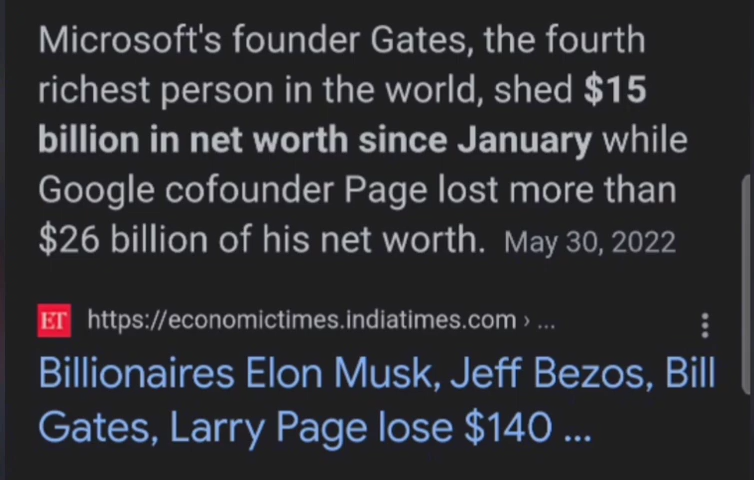 Microsoft's founder Gates, the fourth
richest person in the world, shed $15
billion in net worth since January while
Google cofounder Page lost more than
$26 billion of his net worth. May 30, 2022
ET https://economictimes.indiatimes.com › ...
Billionaires Elon Musk, Jeff Bezos, Bill
Gates, Larry Page lose $140 ...